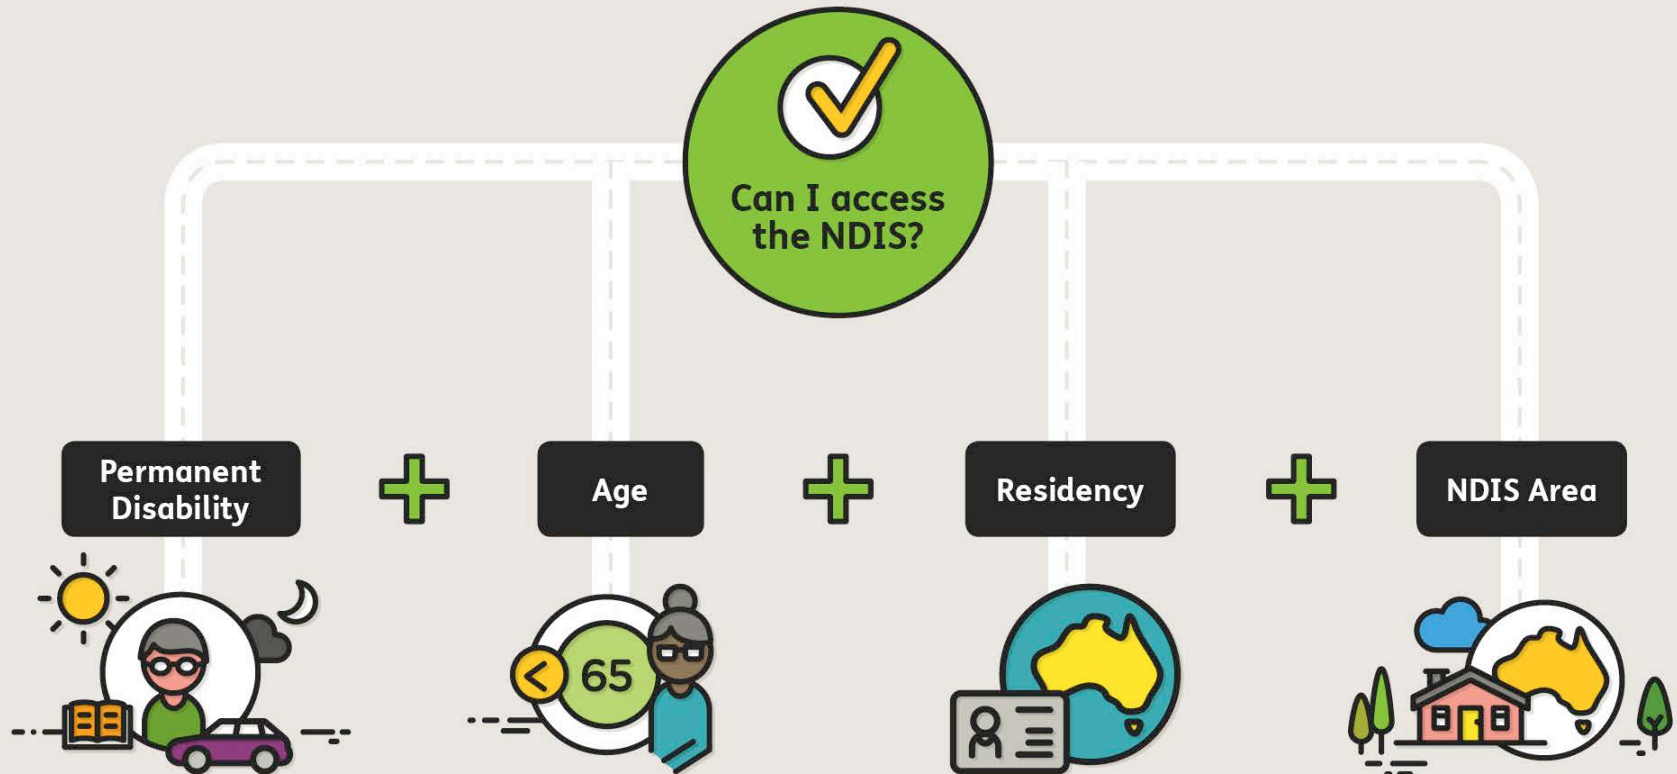 Can I access
the NDIS?
Permanent
Disability
Age
Residency
NDIS Area
< 65